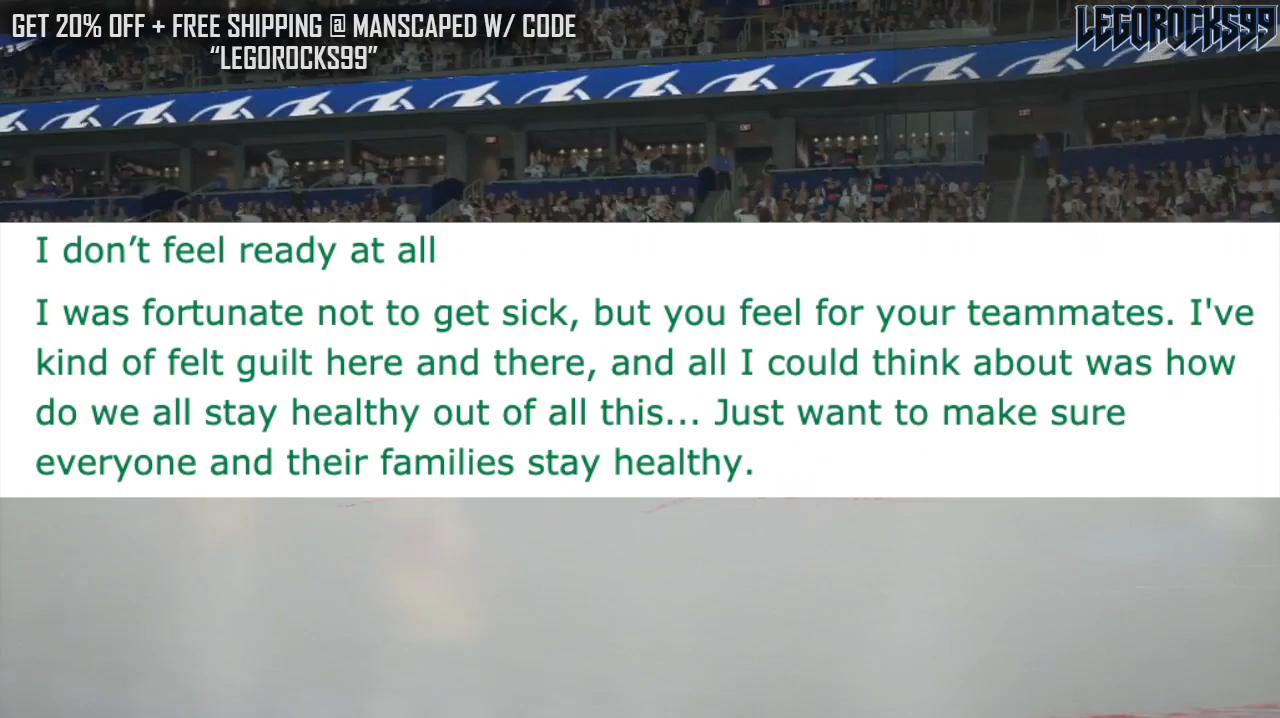 GET 20% OFF + FREE SHIPPING @ MANSCAPED W/ CODE
“LEGOROCKS99”
LEGOROCKS99
I don’t feel ready at all
I was fortunate not to get sick, but you feel for your teammates. I've
kind of felt guilt here and there, and all I could think about was how
do we all stay healthy out of all this... Just want to make sure
everyone and their families stay healthy.